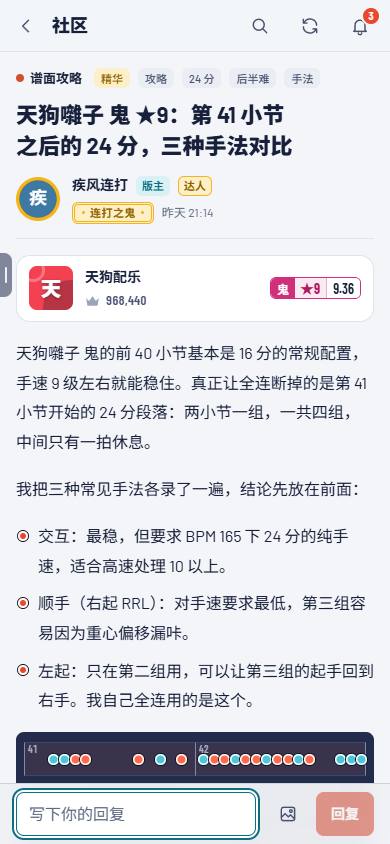 社区
3
谱面攻略 精华 攻略 24 分 后半难 手法
天狗囃子 鬼 ★9：第 41 小节
之后的 24 分，三种手法对比
疾 疾风连打 版主 达人
连打之鬼 昨天 21:14
天 天狗配乐
968,440
鬼 ★9 9.36
天狗囃子 鬼的前 40 小节基本是 16 分的常规配置，
手速 9 级左右就能稳住。真正让全连断掉的是第 41
小节开始的 24 分段落：两小节一组，一共四组，
中间只有一拍休息。
我把三种常见手法各录了一遍，结论先放在前面：
交互：最稳，但要求 BPM 165 下 24 分的纯手
速，适合高速处理 10 以上。
顺手（右起 RRL）：对手速要求最低，第三组容
易因为重心偏移漏咔。
左起：只在第二组用，可以让第三组的起手回到
右手。我自己全连用的是这个。
41 42
写下你的回复 回复